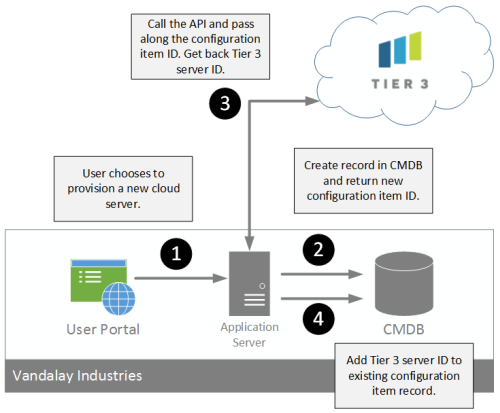 Call the API and pass
along the configuration
item ID. Get back Tier 3
server ID.
TIER 3
3
User chooses to
provision a new cloud
server.
Create record in CMDB
and return new
configuration item ID.
1
2
4
User Portal
Application
Server
CMDB
Add Tier 3 server ID to
existing configuration
item record.
Vandalay Industries